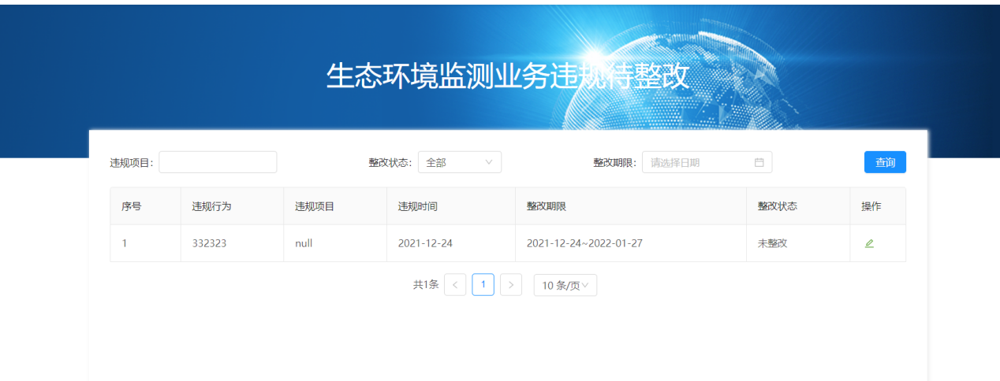 生态环境监测业务违规待整改
违规项目： 整改状态： 全部 整改期限： 请选择日期 查询
序号 违规行为 违规项目 违规时间 整改期限 整改状态 操作
1 332323 null 2021-12-24 2021-12-24~2022-01-27 未整改
共1条 < 1 > 10 条/页